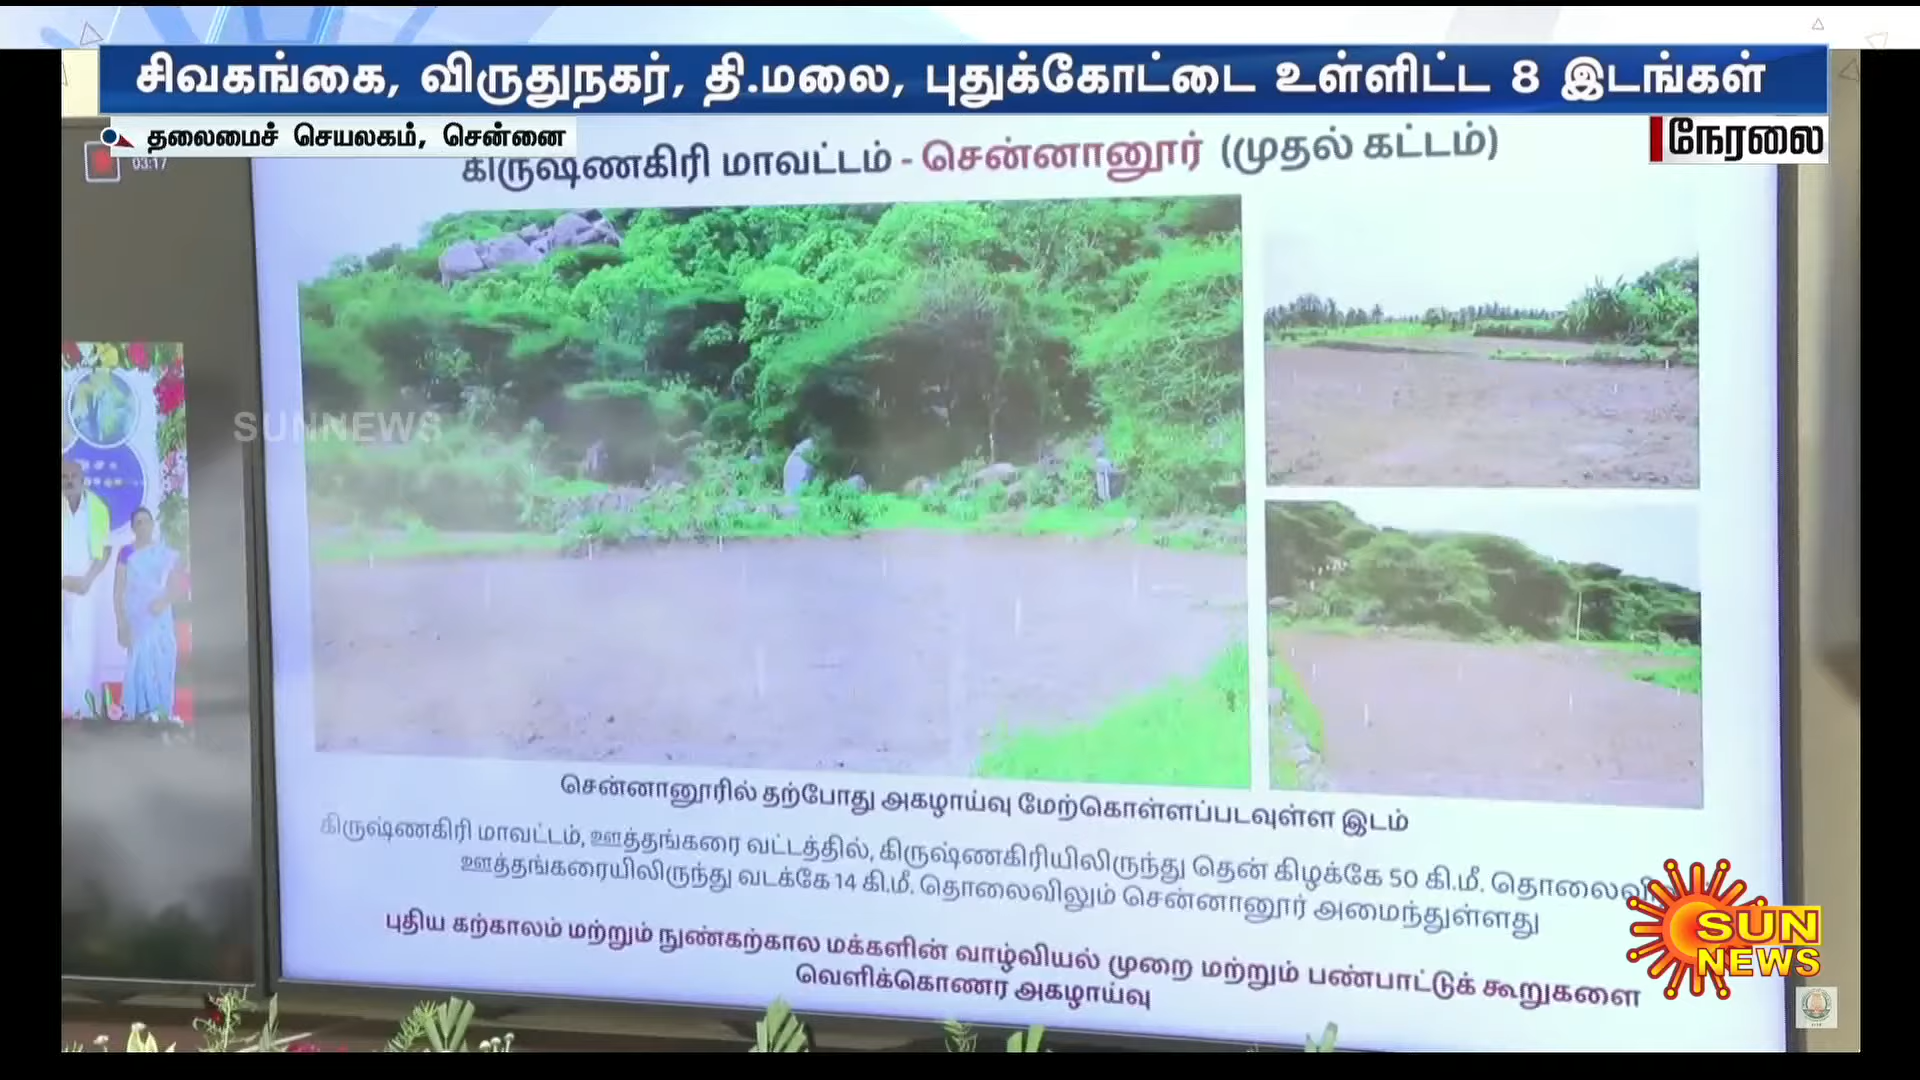 சிவகங்கை, விருதுநகர், தி.மலை, புதுக்கோட்டை உள்ளிட்ட 8 இடங்கள்
தலைமைச் செயலகம், சென்னை
நேரலை
03:17
கிருஷ்ணகிரி மாவட்டம் - சென்னானூர் (முதல் கட்டம்)
SUNNEWS
சென்னானூரில் தற்போது அகழாய்வு மேற்கொள்ளப்படவுள்ள இடம்
கிருஷ்ணகிரி மாவட்டம், ஊத்தங்கரை வட்டத்தில், கிருஷ்ணகிரியிலிருந்து தென் கிழக்கே 50 கி.மீ.
ஊத்தங்கரையிலிருந்து வடக்கே 14 கி.மீ. தொலைவிலும் சென்னானூர் அமைந்துள்ளது
புதிய கற்காலம் மற்றும் நுண்கற்கால மக்களின் வாழ்வியல் முறை மற்றும் பண்பாட்டுக் கூறுகளை
வெளிக்கொணர அகழாய்வு
SUN
NEWS